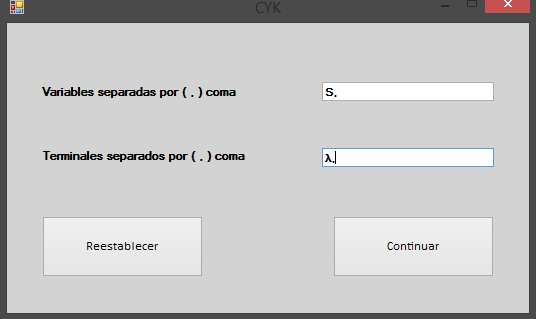 CYK
Variables separadas por ( , ) coma
S,
Terminales separados por ( , ) coma
λ,
Reestablecer
Continuar